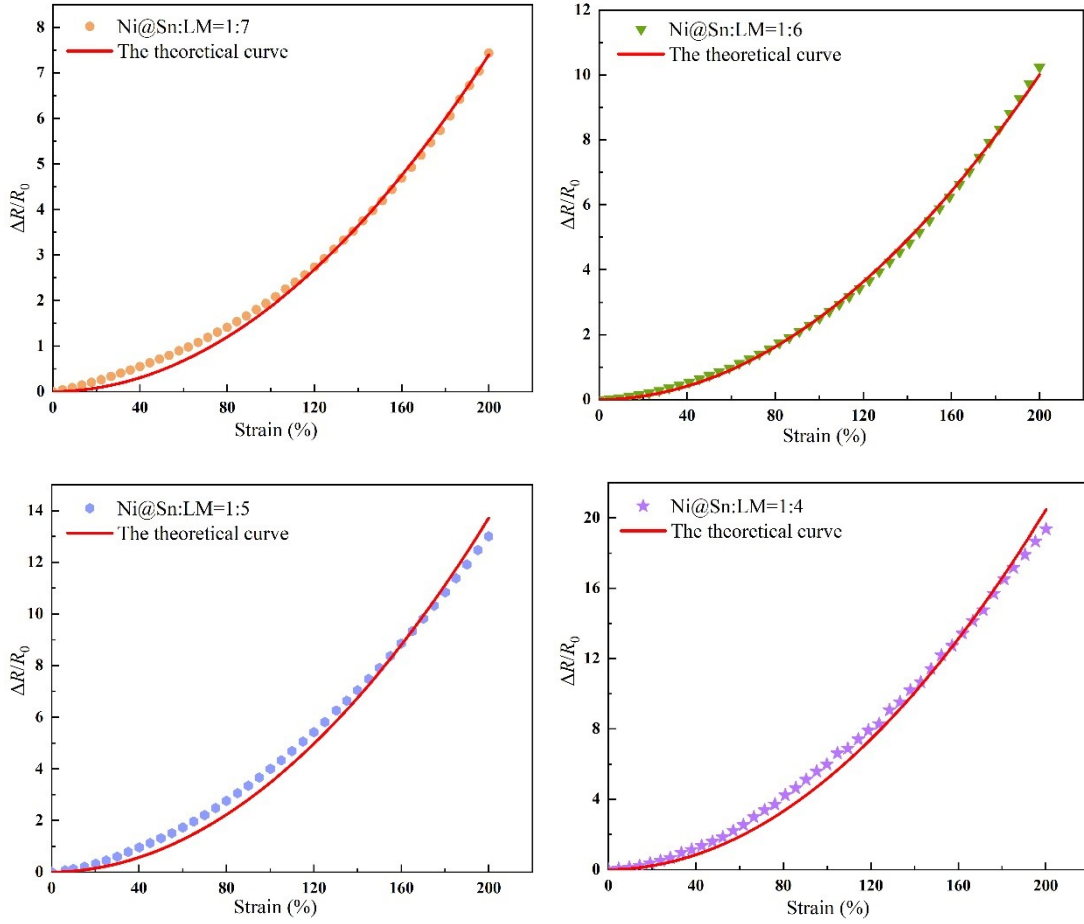 Ni@Sn:LM=1:7
The theoretical curve
8
7
6
5
4
3
2
1
0
ΔR/R0
0 40 80 120 160 200
Strain (%)
Ni@Sn:LM=1:6
The theoretical curve
12
10
8
6
4
2
0
ΔR/R0
0 40 80 120 160 200
Strain (%)
Ni@Sn:LM=1:5
The theoretical curve
14
12
10
8
6
4
2
0
ΔR/R0
0 40 80 120 160 200
Strain (%)
Ni@Sn:LM=1:4
The theoretical curve
20
16
12
8
4
0
ΔR/R0
0 40 80 120 160 200
Strain (%)